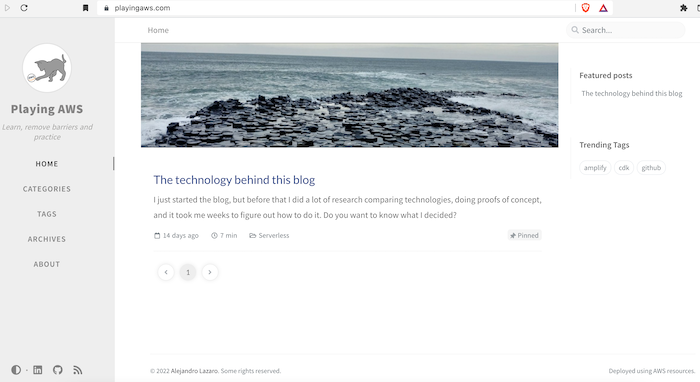 playingaws.com
Home
Search...
Playing AWS
Learn, remove barriers and
practice
HOME
CATEGORIES
TAGS
ARCHIVES
ABOUT
The technology behind this blog
I just started the blog, but before that I did a lot of research comparing technologies, doing proofs of concept,
and it took me weeks to figure out how to do it. Do you want to know what I decided?
14 days ago 7 min Serverless Pinned
1
Featured posts
The technology behind this blog
Trending Tags
amplify cdk github
© 2022 Alejandro Lazaro. Some rights reserved.
Deployed using AWS resources.